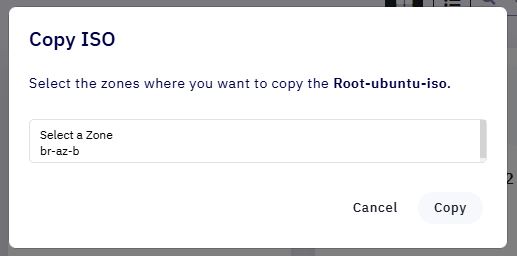 Copy ISO
Select the zones where you want to copy the Root-ubuntu-iso.
Select a Zone
br-az-b
Cancel
Copy
2